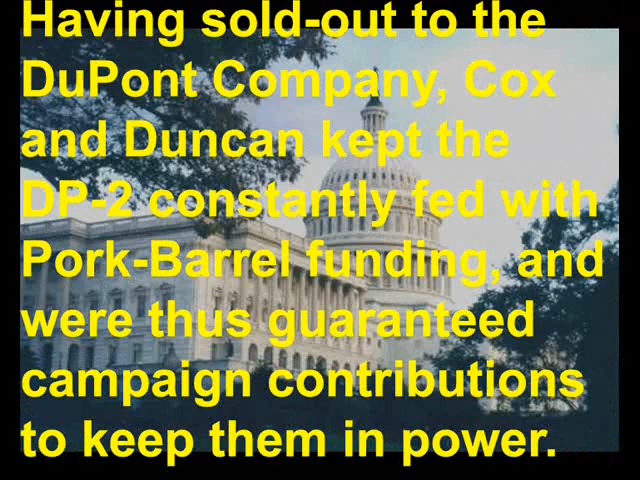 Having sold-out to the
DuPont Company, Cox
and Duncan kept the
DP-2 constantly fed with
Pork-Barrel funding, and
were thus guaranteed
campaign contributions
to keep them in power.